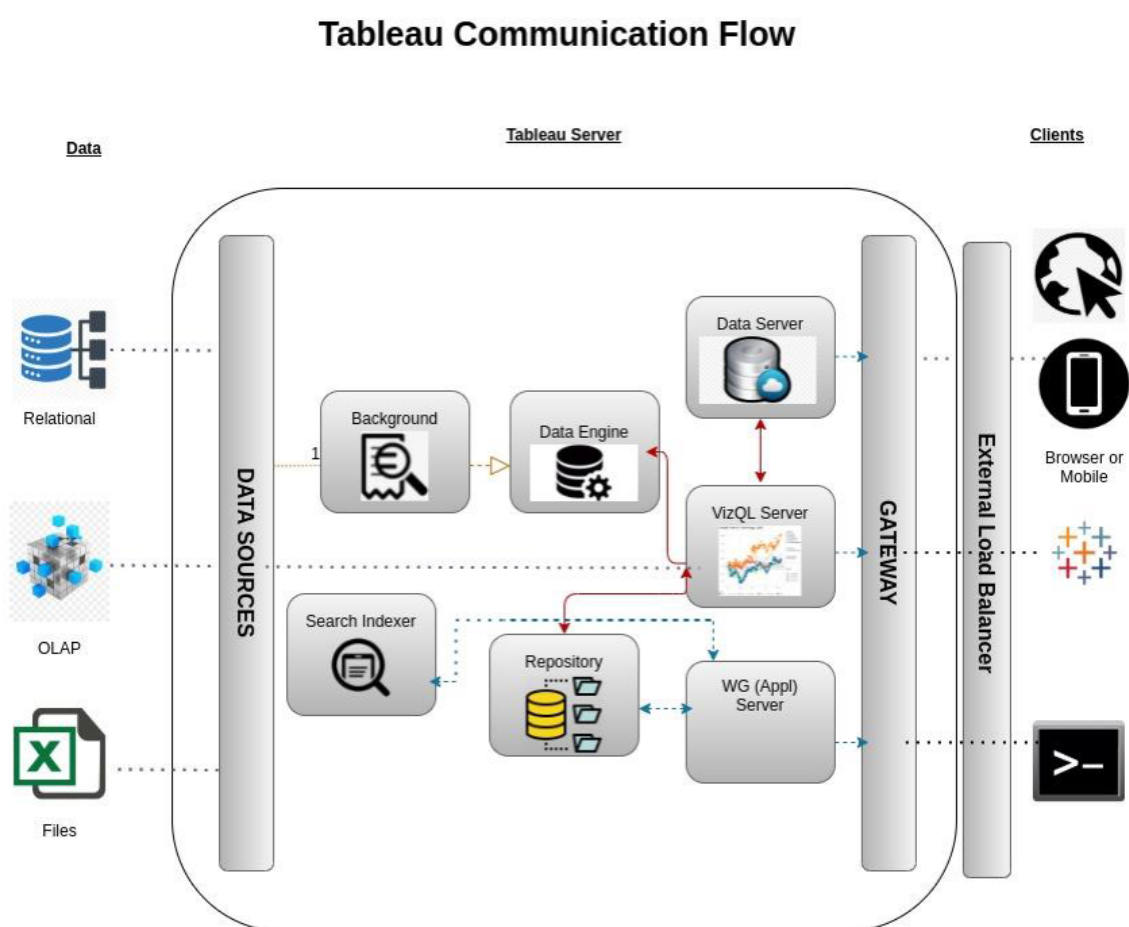 Tableau Communication Flow
Data
Tableau Server
Clients
Relational
OLAP
Files
DATA SOURCES
1
Background
Data Engine
Data Server
VizQL Server
Search Indexer
Repository
WG (Appl)
Server
GATEWAY
External Load Balancer
Browser or
Mobile
X
>-